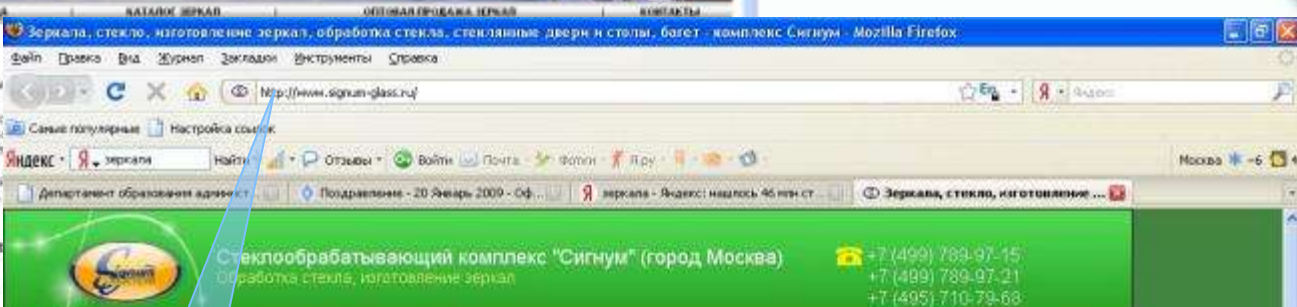 КАТАЛОГ ЗЕРКАЛ | ОПТОВАЯ ПРОДАЖА ЗЕРКАЛ | КОНТАКТЫ
Зеркала, стекло, изготовление зеркал, обработка стекла, стеклянные двери и столы, багет - комплекс Сигнум - Mozilla Firefox
Файл Правка Вид Журнал Закладки Инструменты Справка
http://www.signum-glass.ru/ Яндекс
Самые популярные Настройка ссылок
Яндекс зеркала Найти Отзывы Войти Почта Фотки Я.ру Москва -6
Департамент образования админист... Поздравление - 20 Январь 2009 - Оф... зеркала - Яндекс: нашлось 46 млн ст... Зеркала, стекло, изготовление ...
Стеклообрабатывающий комплекс "Сигнум" (город Москва) +7 (499) 789-97-15
Обработка стекла, изготовление зеркал +7 (499) 789-97-21
+7 (495) 710-79-68